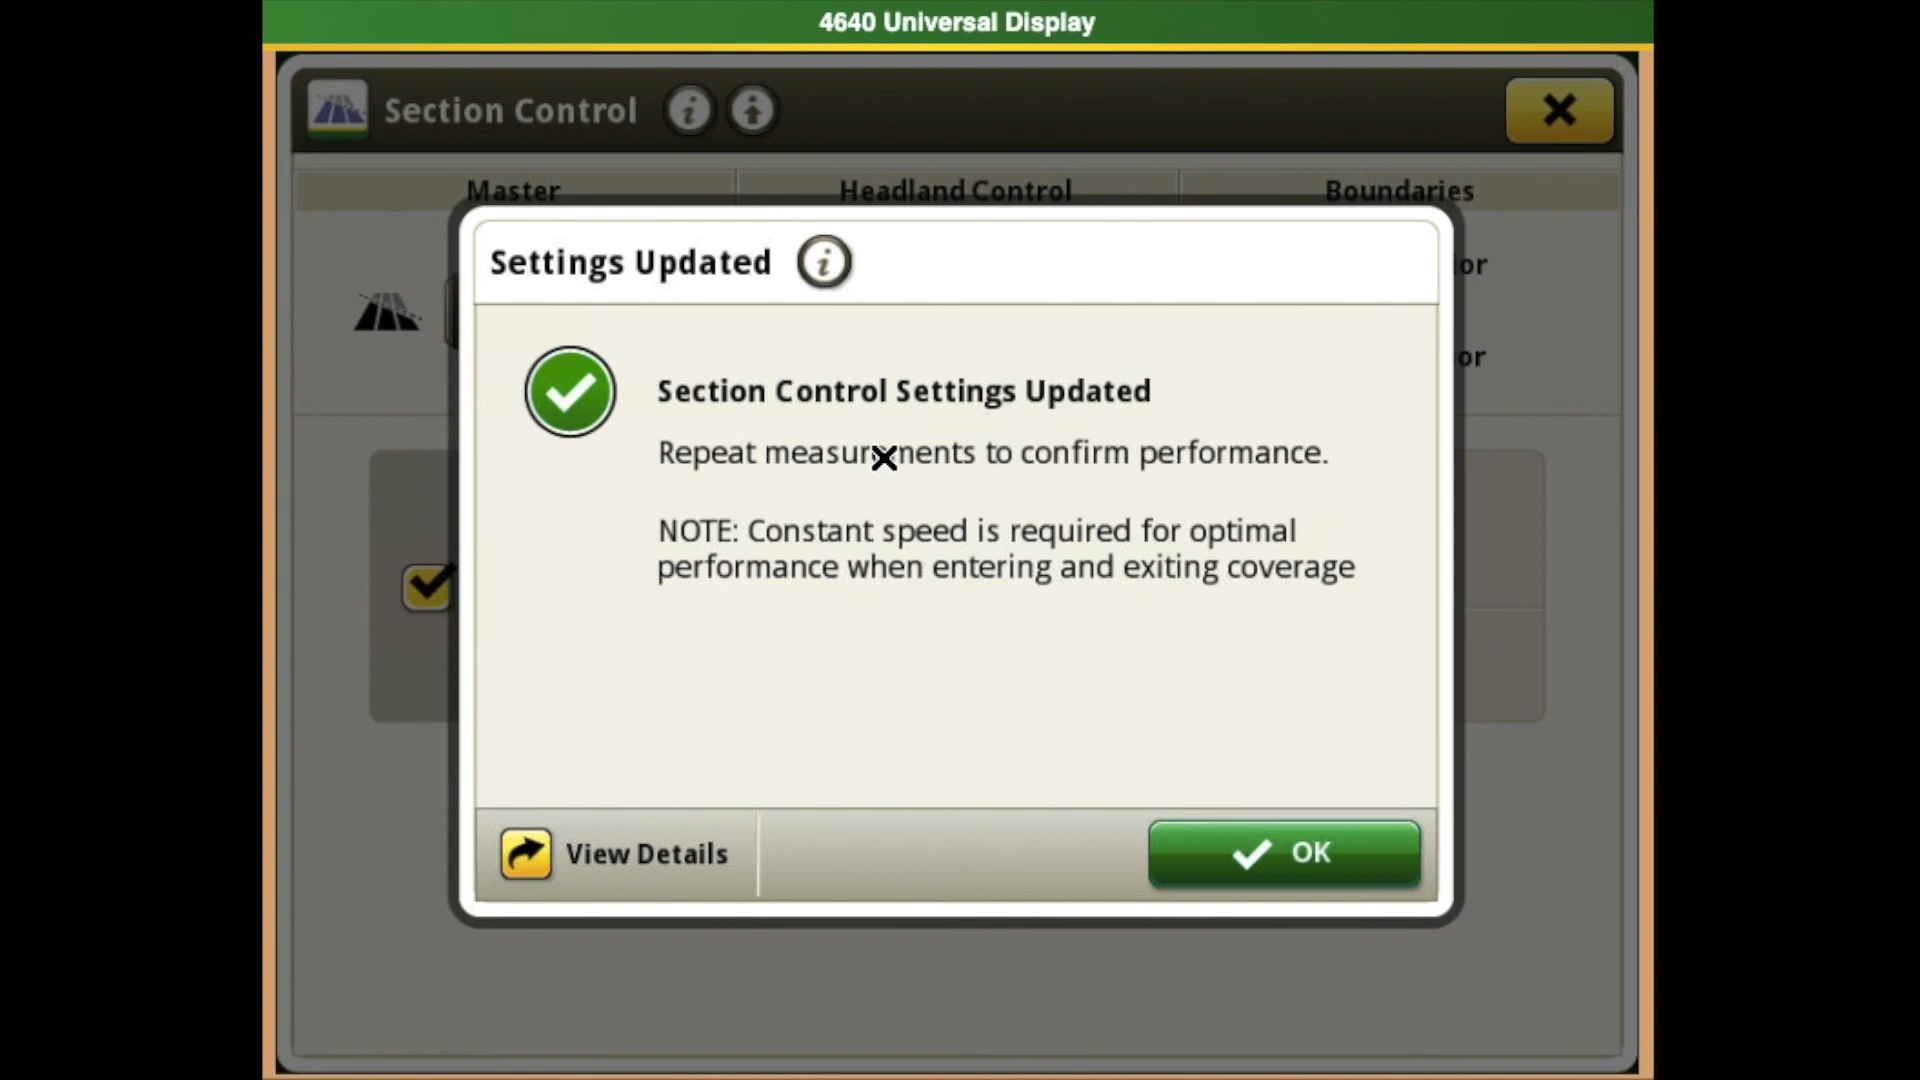 4640 Universal Display
Section Control
Master
Headland Control
Boundaries
Settings Updated
Section Control Settings Updated
Repeat measurements to confirm performance.
NOTE: Constant speed is required for optimal
performance when entering and exiting coverage
View Details
OK